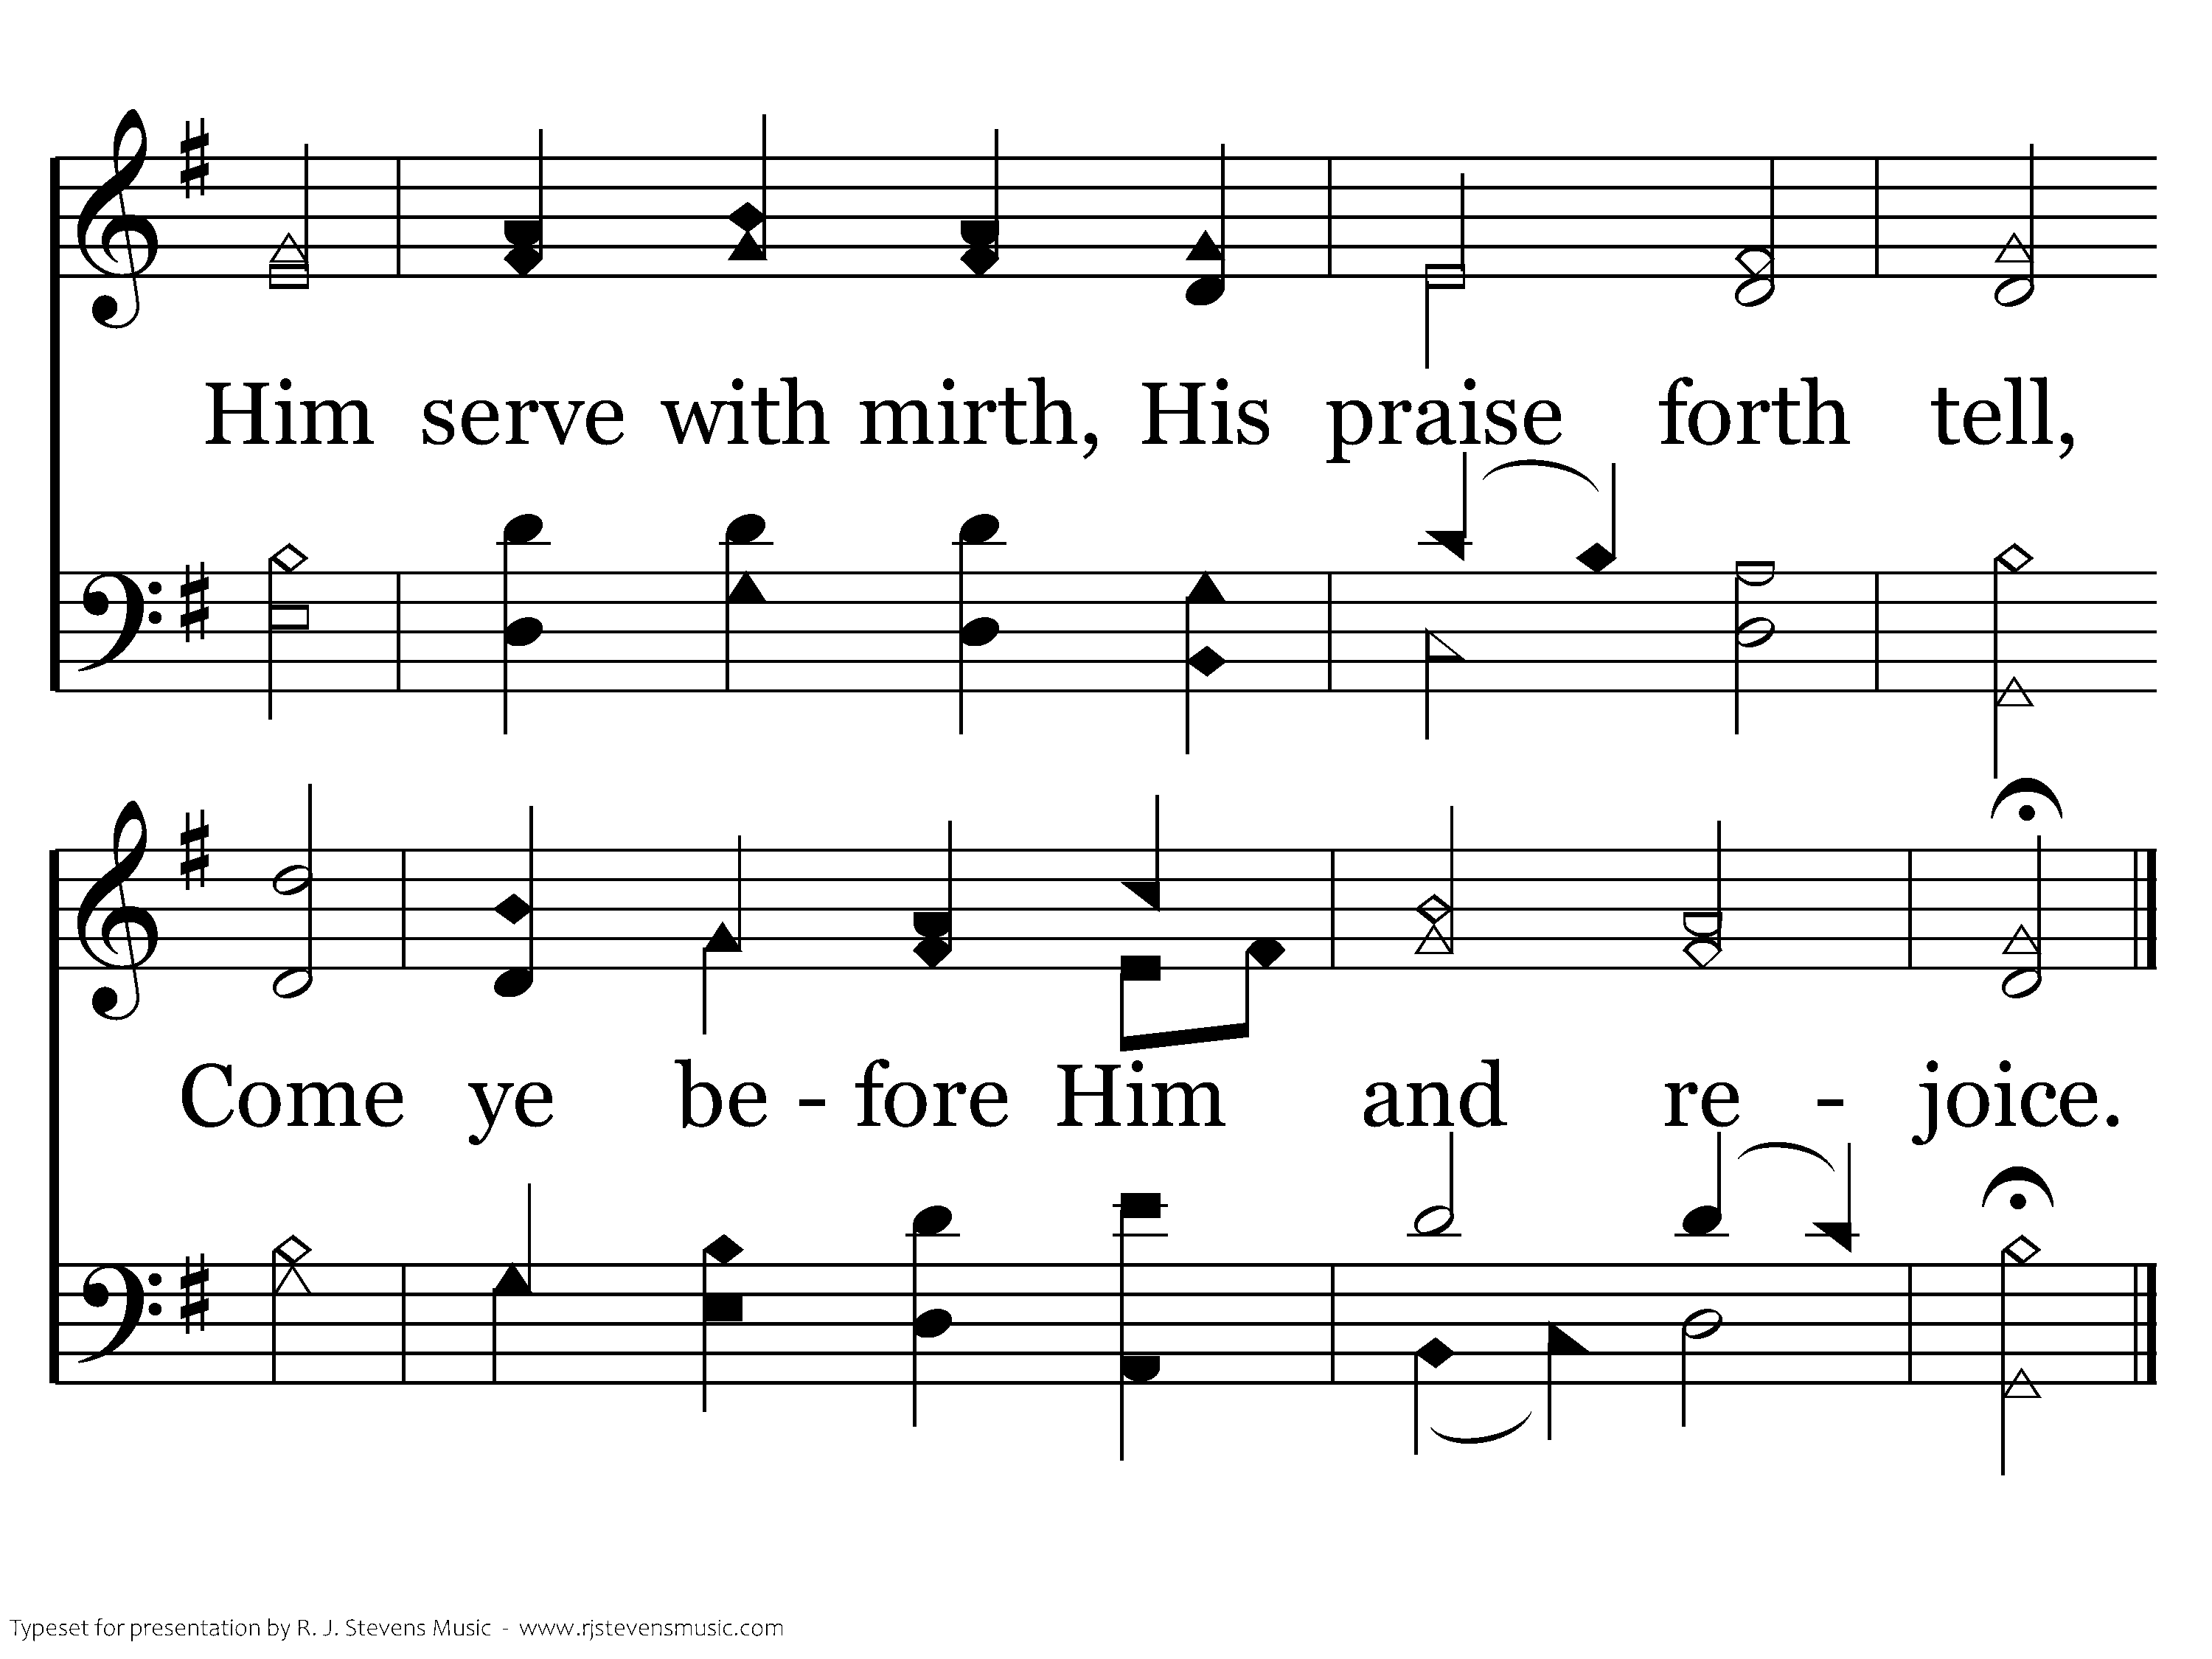 Him serve with mirth, His praise forth tell,
Come ye be - fore Him and re - joice.
Typeset for presentation by R. J. Stevens Music - www.rjstevensmusic.com